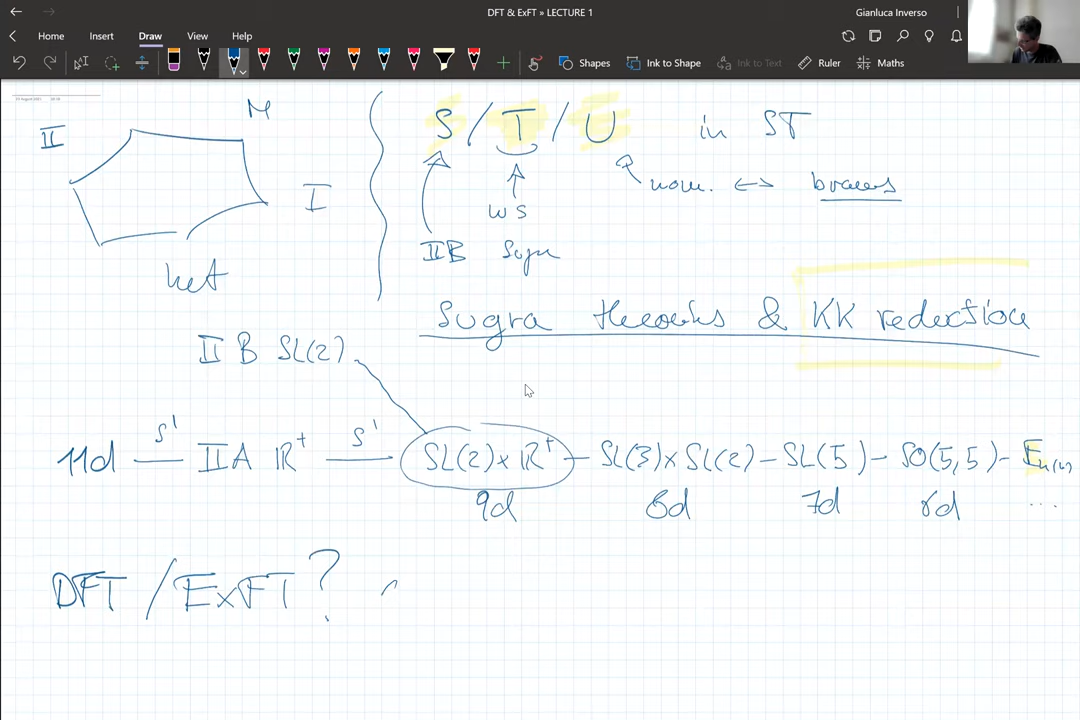 DFT & ExFT » LECTURE 1
Gianluca Inverso
Home Insert Draw View Help
Shapes Ink to Shape Ink to Text Ruler Maths
M
II
I
het
S / T / U in ST
WS
IIB Sugra
↔ branes
Sugra theories & KK reduction
IIB SL(2)
11d — S¹ — IIA ℝ⁺ — S¹ — SL(2) × ℝ⁺ — SL(3) × SL(2) — SL(5) — SO(5,5) — Eₙ₍ₙ₎
9d 8d 7d 6d ...
DFT / ExFT ?